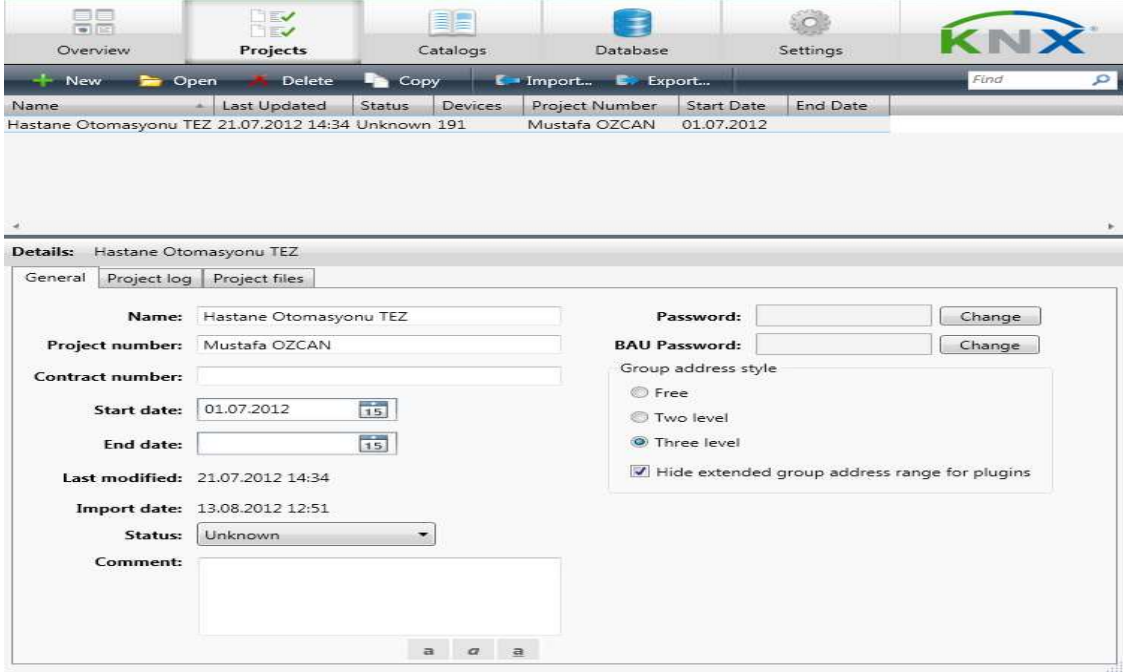 Overview Projects Catalogs Database Settings KNX
New Open Delete Copy Import... Export... Find
Name Last Updated Status Devices Project Number Start Date End Date
Hastane Otomasyonu TEZ 21.07.2012 14:34 Unknown 191 Mustafa OZCAN 01.07.2012
Details: Hastane Otomasyonu TEZ
General Project log Project files
Name: Hastane Otomasyonu TEZ Password: Change
Project number: Mustafa OZCAN BAU Password: Change
Contract number: Group address style
Free
Start date: 01.07.2012 15
Two level
End date: 15 Three level
Last modified: 21.07.2012 14:34 Hide extended group address range for plugins
Import date: 13.08.2012 12:51
Status: Unknown
Comment:
a a a